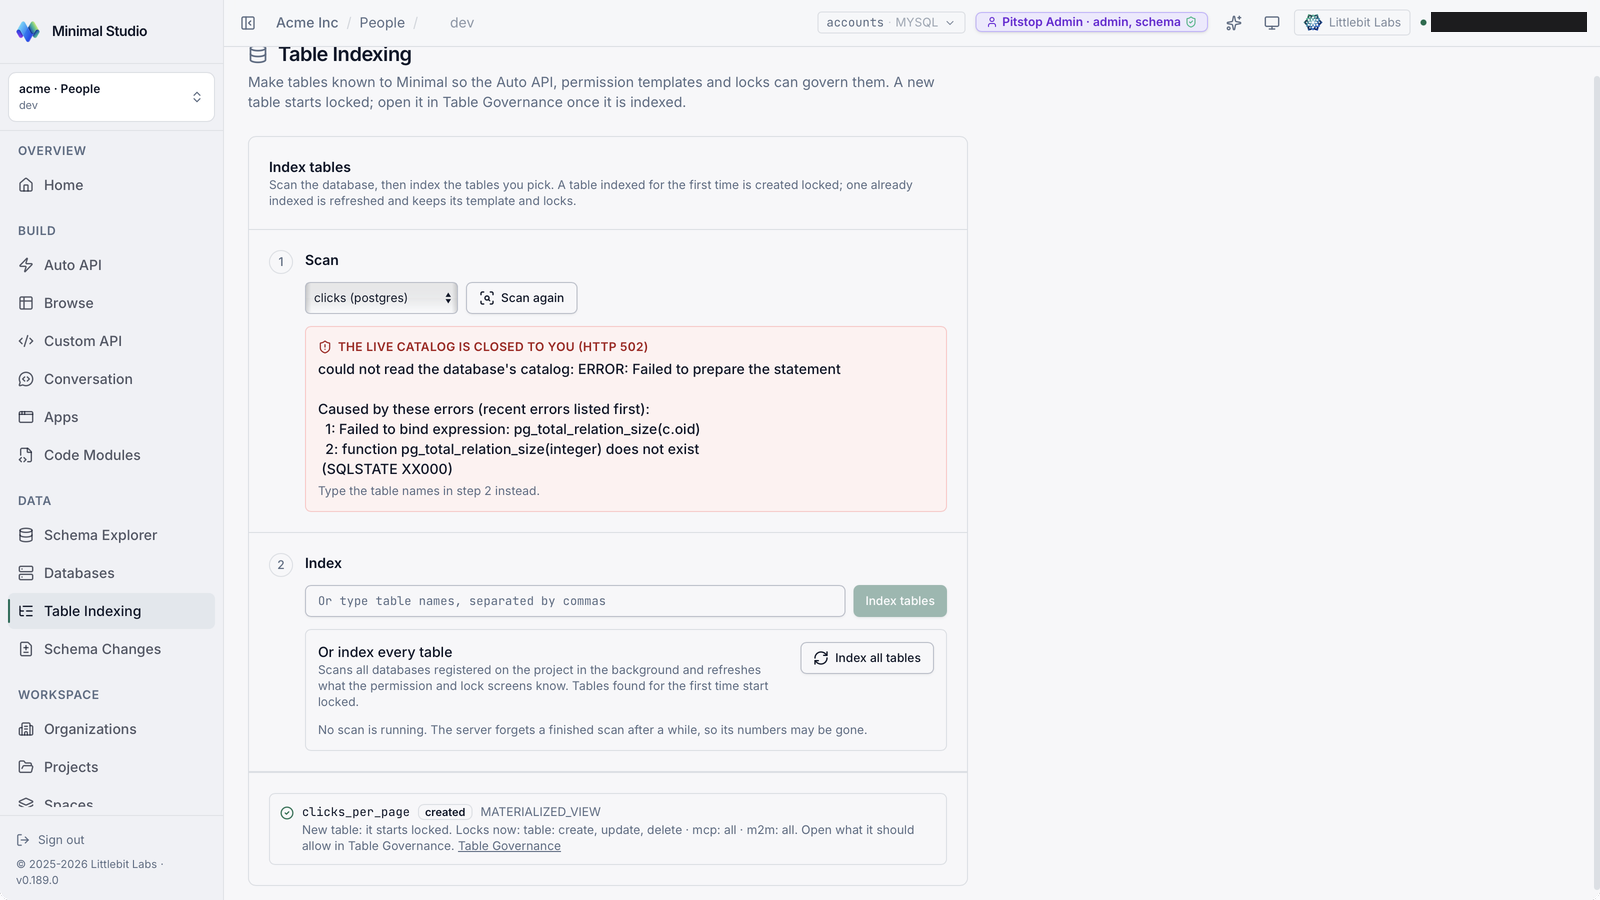 Minimal Studio
Acme Inc / People / dev
accounts · MYSQL
Pitstop Admin · admin, schema
Littlebit Labs
acme · People
dev
OVERVIEW
Home
BUILD
Auto API
Browse
Custom API
Conversation
Apps
Code Modules
DATA
Schema Explorer
Databases
Table Indexing
Schema Changes
WORKSPACE
Organizations
Projects
Spaces
Sign out
© 2025-2026 Littlebit Labs ·
v0.189.0
Table Indexing
Make tables known to Minimal so the Auto API, permission templates and locks can govern them. A new
table starts locked; open it in Table Governance once it is indexed.
Index tables
Scan the database, then index the tables you pick. A table indexed for the first time is created locked; one already
indexed is refreshed and keeps its template and locks.
1 Scan
clicks (postgres)
Scan again
THE LIVE CATALOG IS CLOSED TO YOU (HTTP 502)
could not read the database's catalog: ERROR: Failed to prepare the statement
Caused by these errors (recent errors listed first):
1: Failed to bind expression: pg_total_relation_size(c.oid)
2: function pg_total_relation_size(integer) does not exist
(SQLSTATE XX000)
Type the table names in step 2 instead.
2 Index
Or type table names, separated by commas
Index tables
Or index every table
Scans all databases registered on the project in the background and refreshes
what the permission and lock screens know. Tables found for the first time start
locked.
Index all tables
No scan is running. The server forgets a finished scan after a while, so its numbers may be gone.
clicks_per_page created MATERIALIZED_VIEW
New table: it starts locked. Locks now: table: create, update, delete · mcp: all · m2m: all. Open what it should
allow in Table Governance. Table Governance